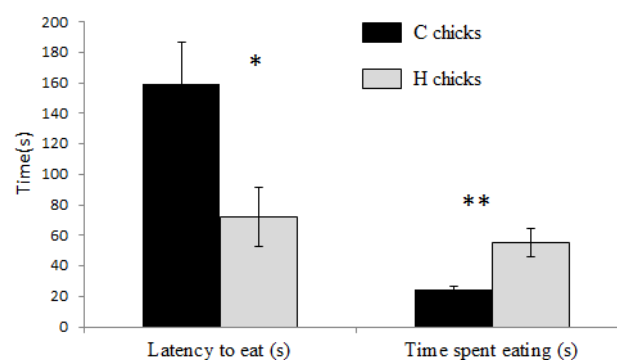 200
180
160
140
120
100
80
60
40
20
0
Time(s)
C chicks
H chicks
*
**
Latency to eat (s)
Time spent eating (s)